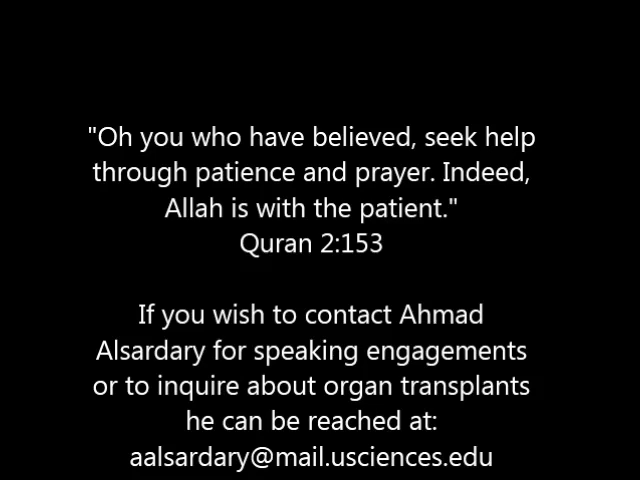 "Oh you who have believed, seek help
through patience and prayer. Indeed,
Allah is with the patient."
Quran 2:153
If you wish to contact Ahmad
Alsardary for speaking engagements
or to inquire about organ transplants
he can be reached at:
aalsardary@mail.usciences.edu